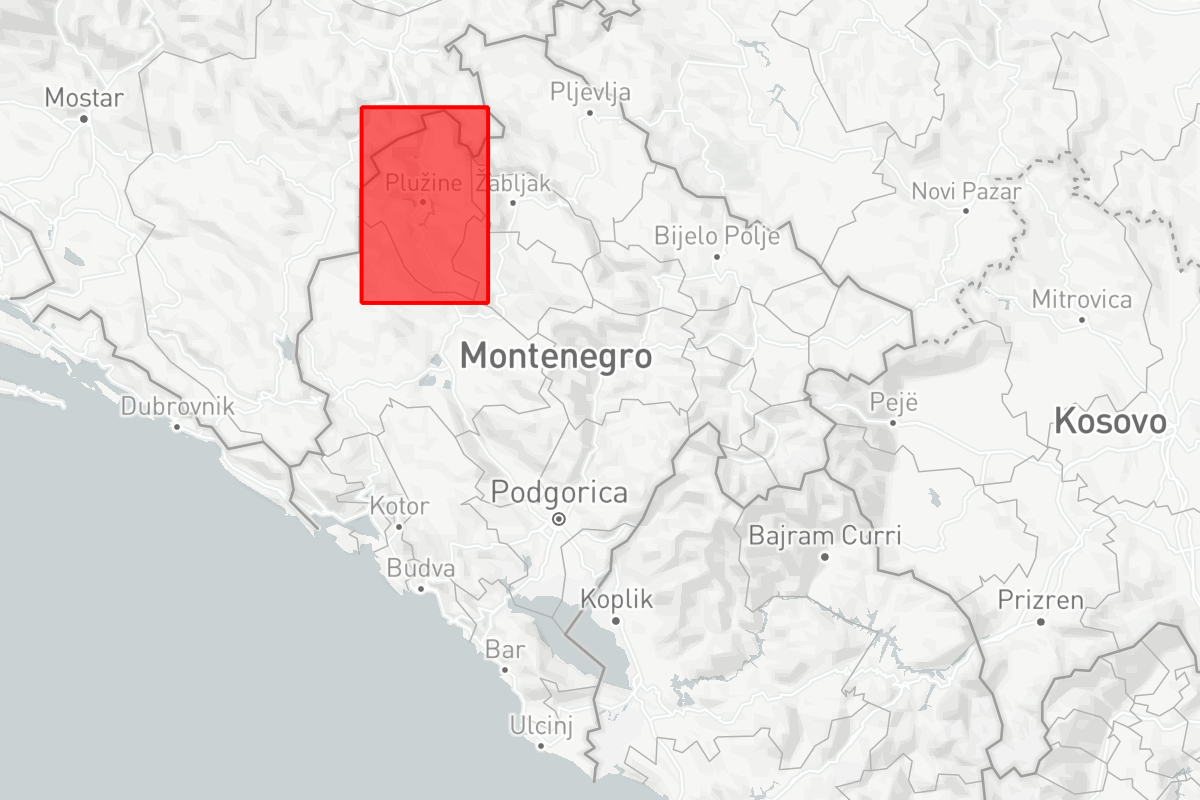 Mostar
Pljevlja
Plužine
Žabljak
Novi Pazar
Bijelo Polje
Mitrovica
Montenegro
Dubrovnik
Pejë
Kosovo
Podgorica
Kotor
Bajram Curri
Budva
Koplik
Prizren
Bar
Ulcinj